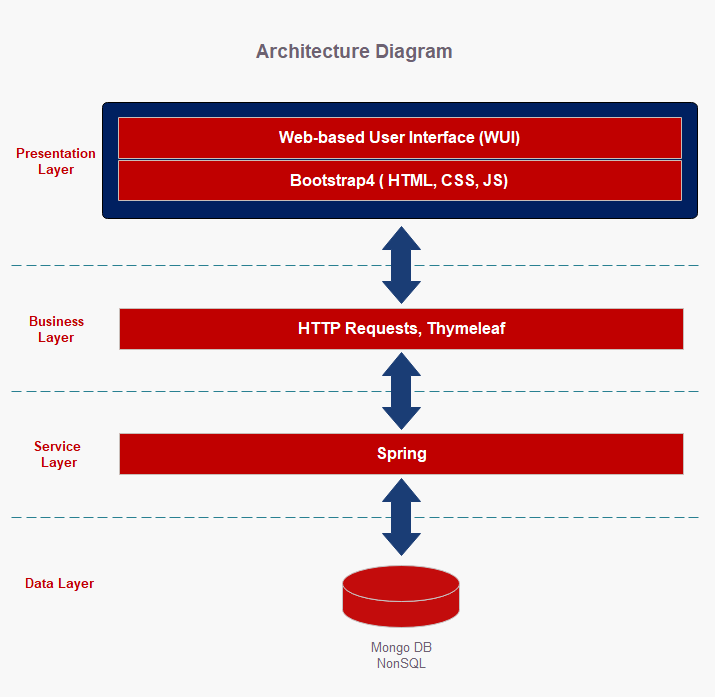 Architecture Diagram
Presentation
Layer
Web-based User Interface (WUI)
Bootstrap4 ( HTML, CSS, JS)
Business
Layer
HTTP Requests, Thymeleaf
Service
Layer
Spring
Data Layer
Mongo DB
NonSQL